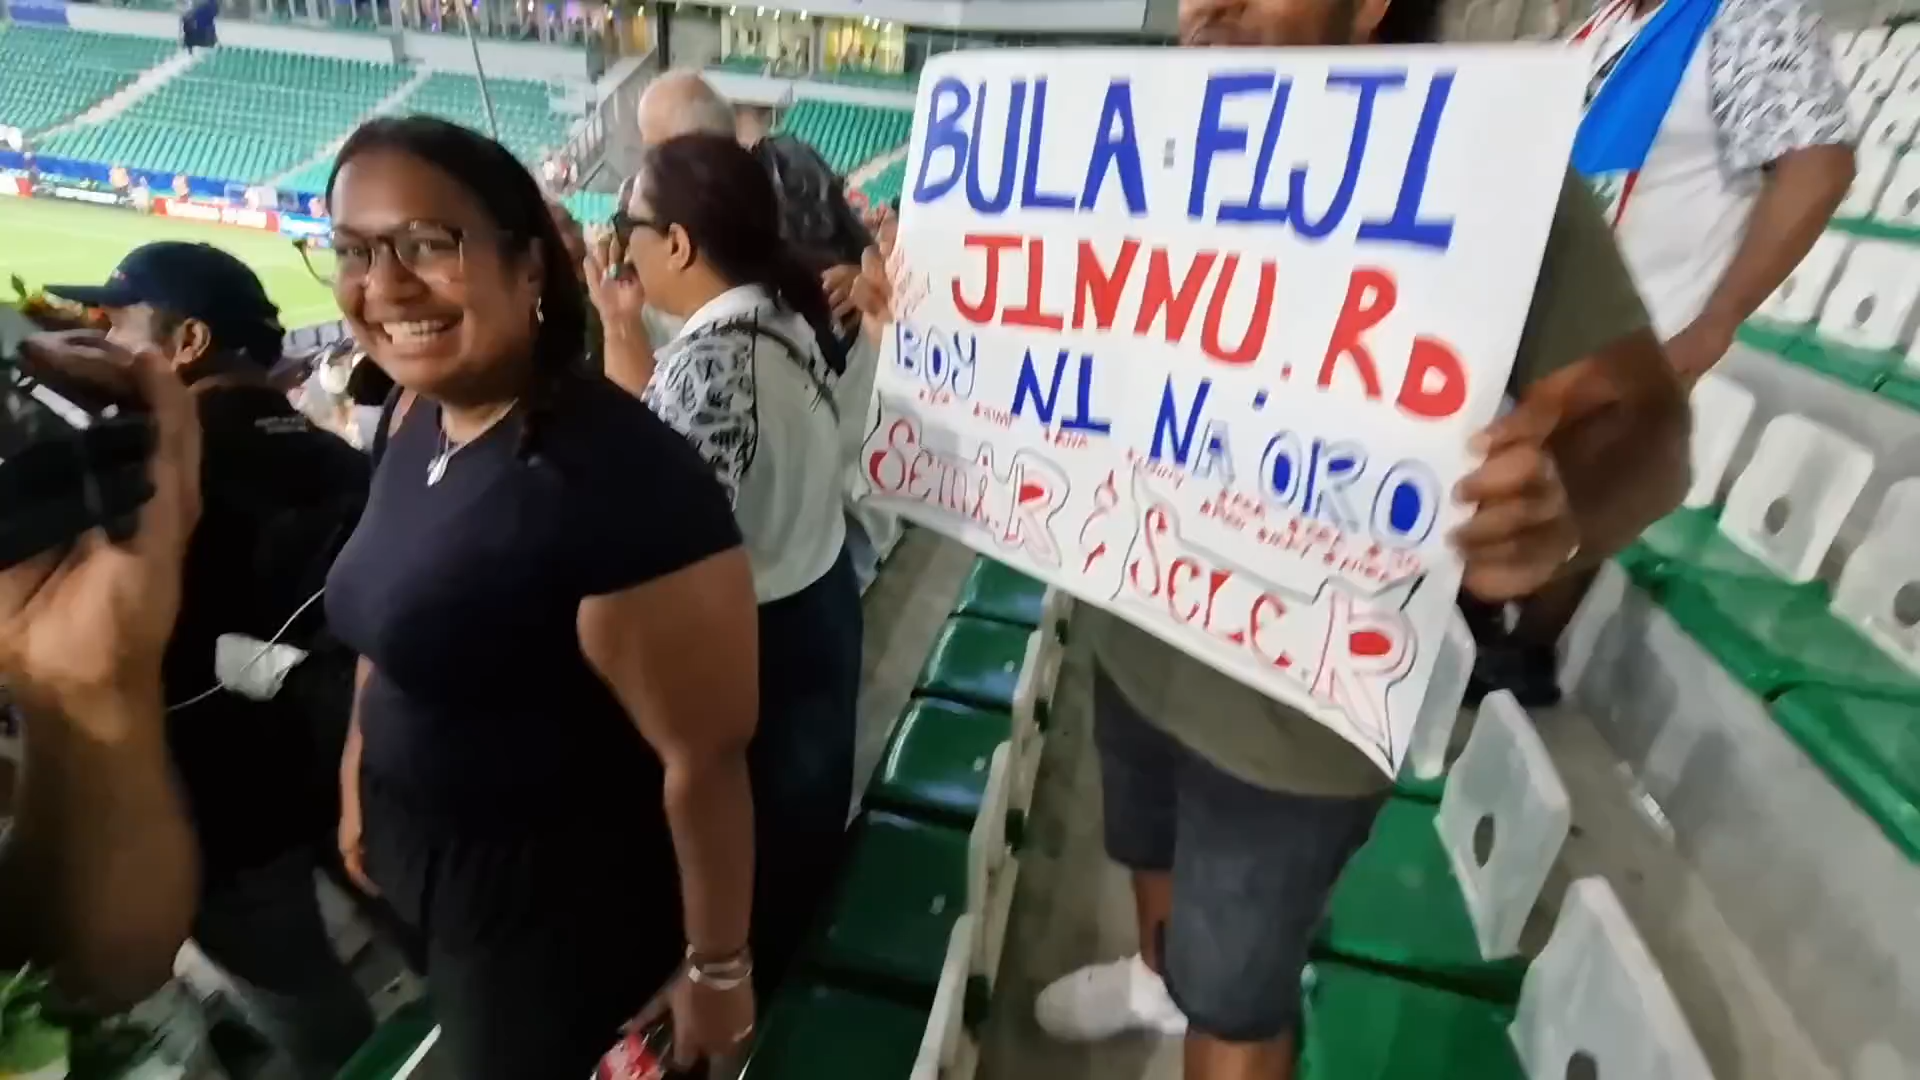 BULA FIJI
JINNU. RD
BOY NI NA ORO
SEMI.R & SELE.R